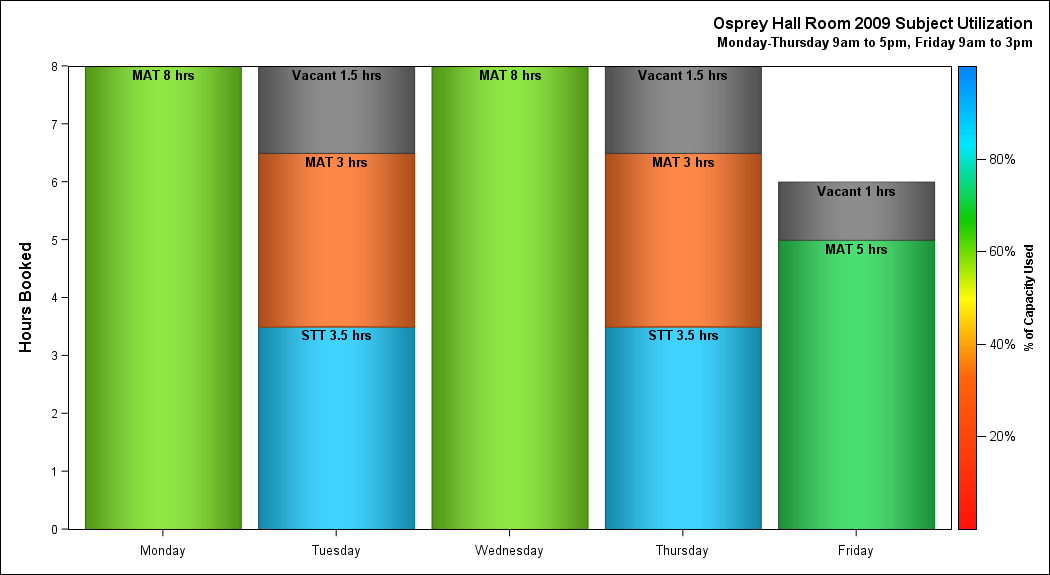 Osprey Hall Room 2009 Subject Utilization
Monday-Thursday 9am to 5pm, Friday 9am to 3pm
Hours Booked
8
7
6
5
4
3
2
1
0
MAT 8 hrs
Vacant 1.5 hrs
MAT 3 hrs
STT 3.5 hrs
MAT 8 hrs
Vacant 1.5 hrs
MAT 3 hrs
STT 3.5 hrs
Vacant 1 hrs
MAT 5 hrs
Monday
Tuesday
Wednesday
Thursday
Friday
80%
60%
40%
20%
% of Capacity Used